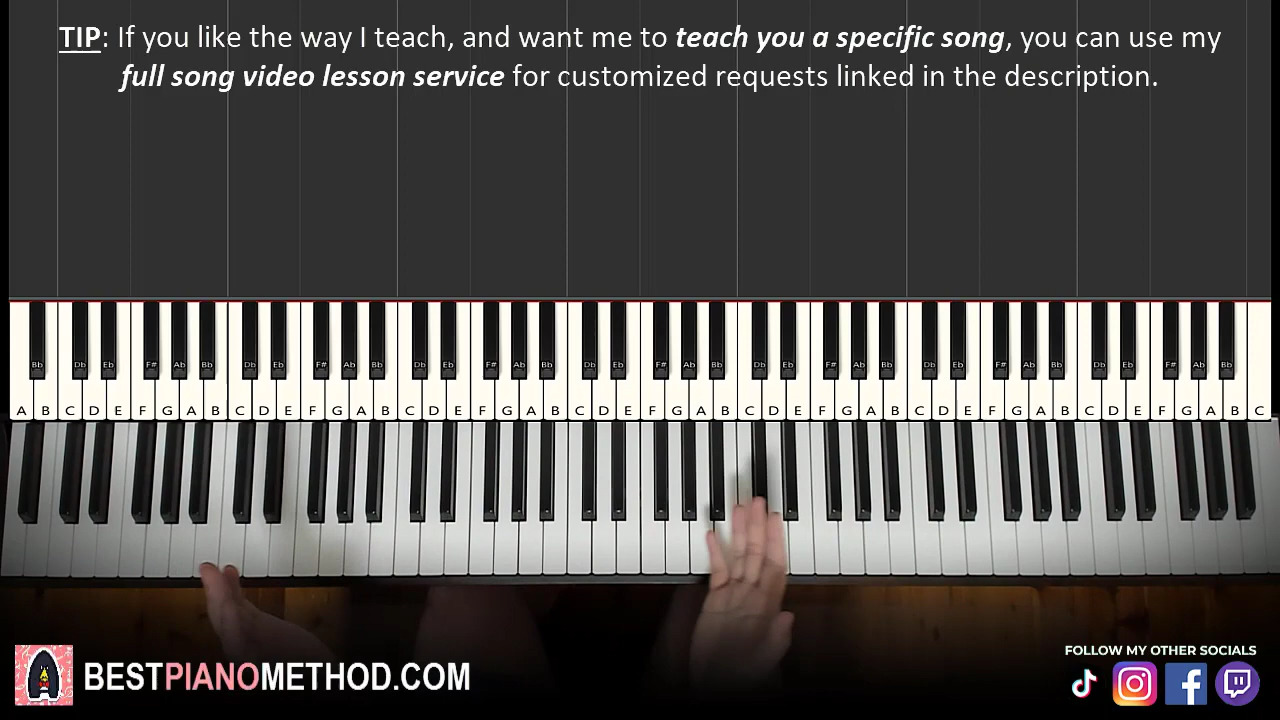 TIP: If you like the way I teach, and want me to teach you a specific song, you can use my
full song video lesson service for customized requests linked in the description.
Bb Db Eb F# Ab Bb Db Eb F# Ab Bb Db Eb F# Ab Bb Db Eb F# Ab Bb Db Eb F# Ab Bb Db Eb F# Ab Bb Db Eb F# Ab Bb
A B C D E F G A B C D E F G A B C D E F G A B C D E F G A B C D E F G A B C D E F G A B C D E F G A B C
FOLLOW MY OTHER SOCIALS
BESTPIANOMETHOD.COM